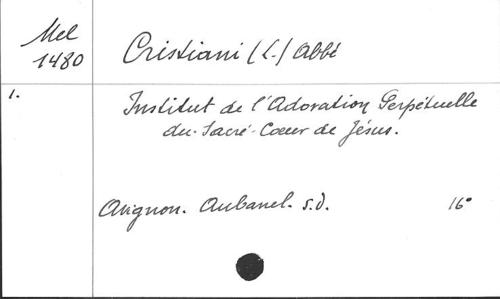 Mel
1480
Cristiani (L.) Abbé
1.
Institut de l'Adoration Perpétuelle
du Sacré-Coeur de Jésus.
Avignon. Aubanel. s.d. 16°